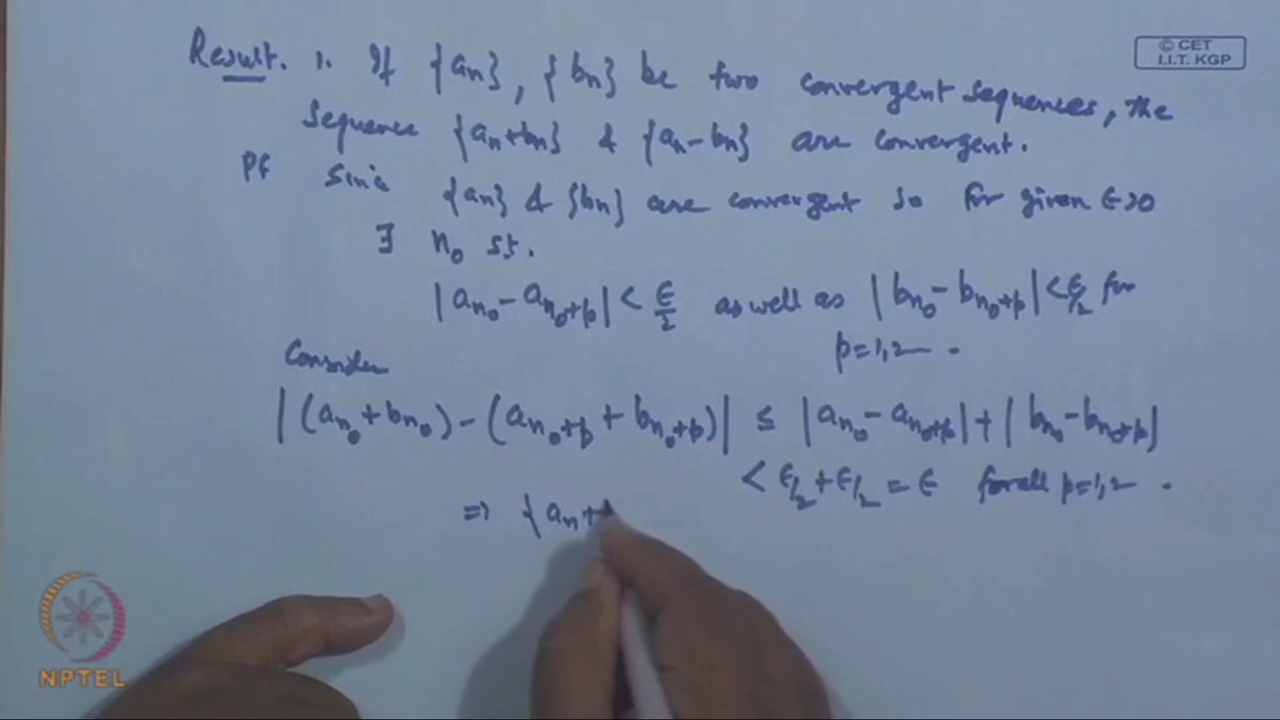 © CET
I.I.T. KGP
Result. 1. If {an}, {bn} be two convergent sequences, the
Sequence {an+bn} & {an-bn} are convergent.
Pf Since {an} & {bn} are convergent so for given ϵ>0
∃ n₀ st.
|an₀ - an₀+p| < ϵ/2 as well as |bn₀ - bn₀+p| < ϵ/2 for
p=1,2 — .
Consider
|(an₀ + bn₀) - (an₀+p + bn₀+p)| ≤ |an₀ - an₀+p| + |bn₀ - bn₀+p|
< ϵ/2 + ϵ/2 = ϵ for all p=1,2 — .
⇒ {an +
NPTEL